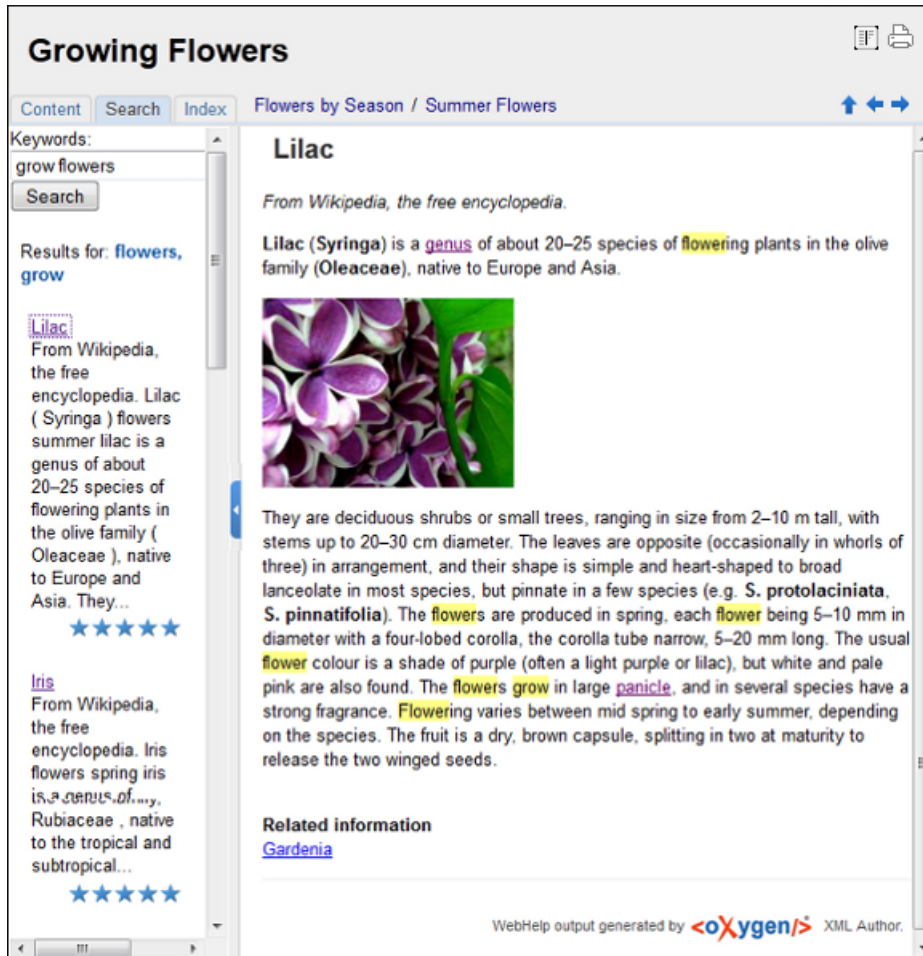 Growing Flowers
Content Search Index
Flowers by Season / Summer Flowers
Keywords:
grow flowers
Search
Results for: flowers,
grow
Lilac
From Wikipedia,
the free
encyclopedia. Lilac
( Syringa ) flowers
summer lilac is a
genus of about
20–25 species of
flowering plants in
the olive family (
Oleaceae ), native
to Europe and
Asia. They...
Iris
From Wikipedia,
the free
encyclopedia. Iris
flowers spring iris
is a genus of
Rubiaceae , native
to the tropical and
subtropical...
Lilac
From Wikipedia, the free encyclopedia.
Lilac (Syringa) is a genus of about 20–25 species of flowering plants in the olive
family (Oleaceae), native to Europe and Asia.
They are deciduous shrubs or small trees, ranging in size from 2–10 m tall, with
stems up to 20–30 cm diameter. The leaves are opposite (occasionally in whorls of
three) in arrangement, and their shape is simple and heart-shaped to broad
lanceolate in most species, but pinnate in a few species (e.g. S. protolaciniata,
S. pinnatifolia). The flowers are produced in spring, each flower being 5–10 mm in
diameter with a four-lobed corolla, the corolla tube narrow, 5–20 mm long. The usual
flower colour is a shade of purple (often a light purple or lilac), but white and pale
pink are also found. The flowers grow in large panicle, and in several species have a
strong fragrance. Flowering varies between mid spring to early summer, depending
on the species. The fruit is a dry, brown capsule, splitting in two at maturity to
release the two winged seeds.
Related information
Gardenia
WebHelp output generated by <oXygen/> XML Author.